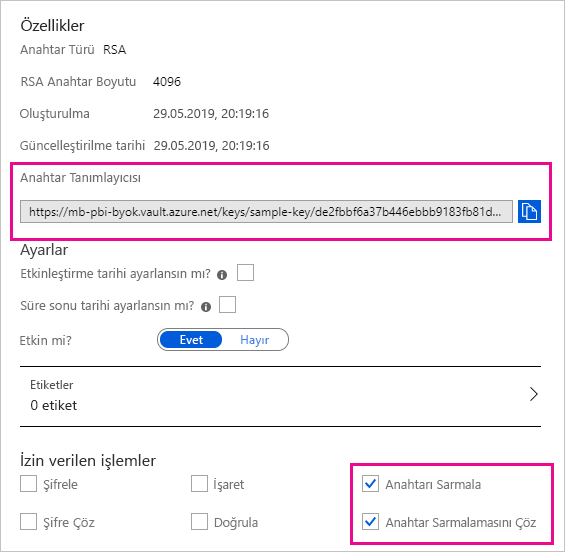 Özellikler
Anahtar Türü RSA
RSA Anahtar Boyutu 4096
Oluşturulma 29.05.2019, 20:19:16
Güncelleştirilme tarihi 29.05.2019, 20:19:16
Anahtar Tanımlayıcısı
https://mb-pbi-byok.vault.azure.net/keys/sample-key/de2fbbf6a37b446ebbb9183fb81d...
Ayarlar
Etkinleştirme tarihi ayarlansın mı?
Süre sonu tarihi ayarlansın mı?
Etkin mi? Evet Hayır
Etiketler
0 etiket
İzin verilen işlemler
Şifrele İşaret Anahtarı Sarmala
Şifre Çöz Doğrula Anahtar Sarmalamasını Çöz